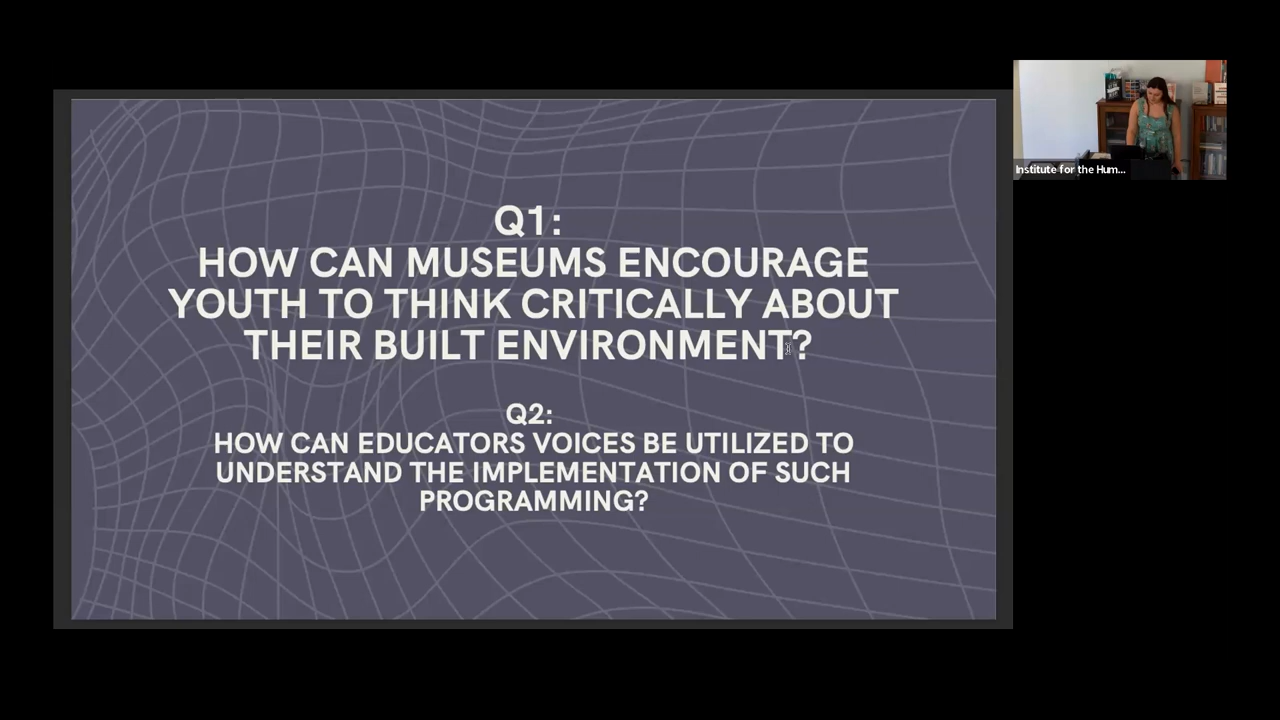 Q1:
HOW CAN MUSEUMS ENCOURAGE
YOUTH TO THINK CRITICALLY ABOUT
THEIR BUILT ENVIRONMENT?
Q2:
HOW CAN EDUCATORS VOICES BE UTILIZED TO
UNDERSTAND THE IMPLEMENTATION OF SUCH
PROGRAMMING?
Institute for the Hum...